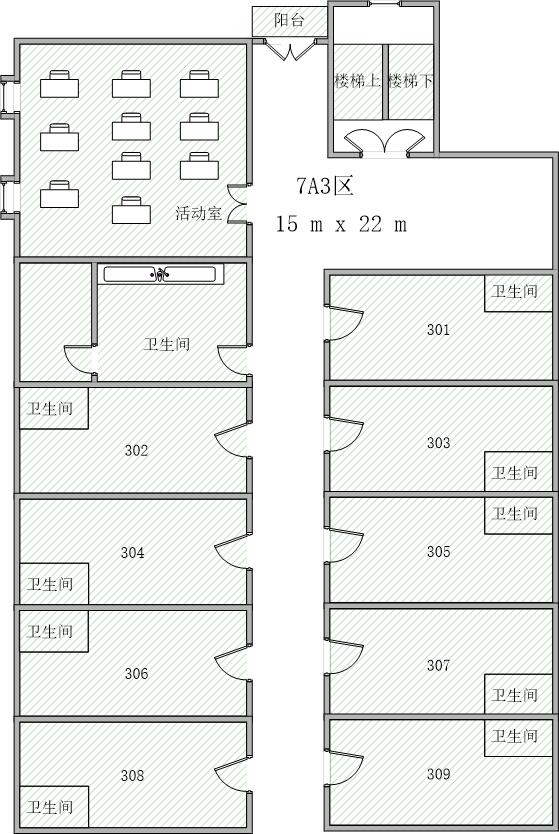 阳台
楼梯上
楼梯下
7A3区
15 m x 22 m
活动室
卫生间
卫生间
301
卫生间
302
303
卫生间
卫生间
304
305
卫生间
卫生间
306
307
卫生间
卫生间
308
309
卫生间